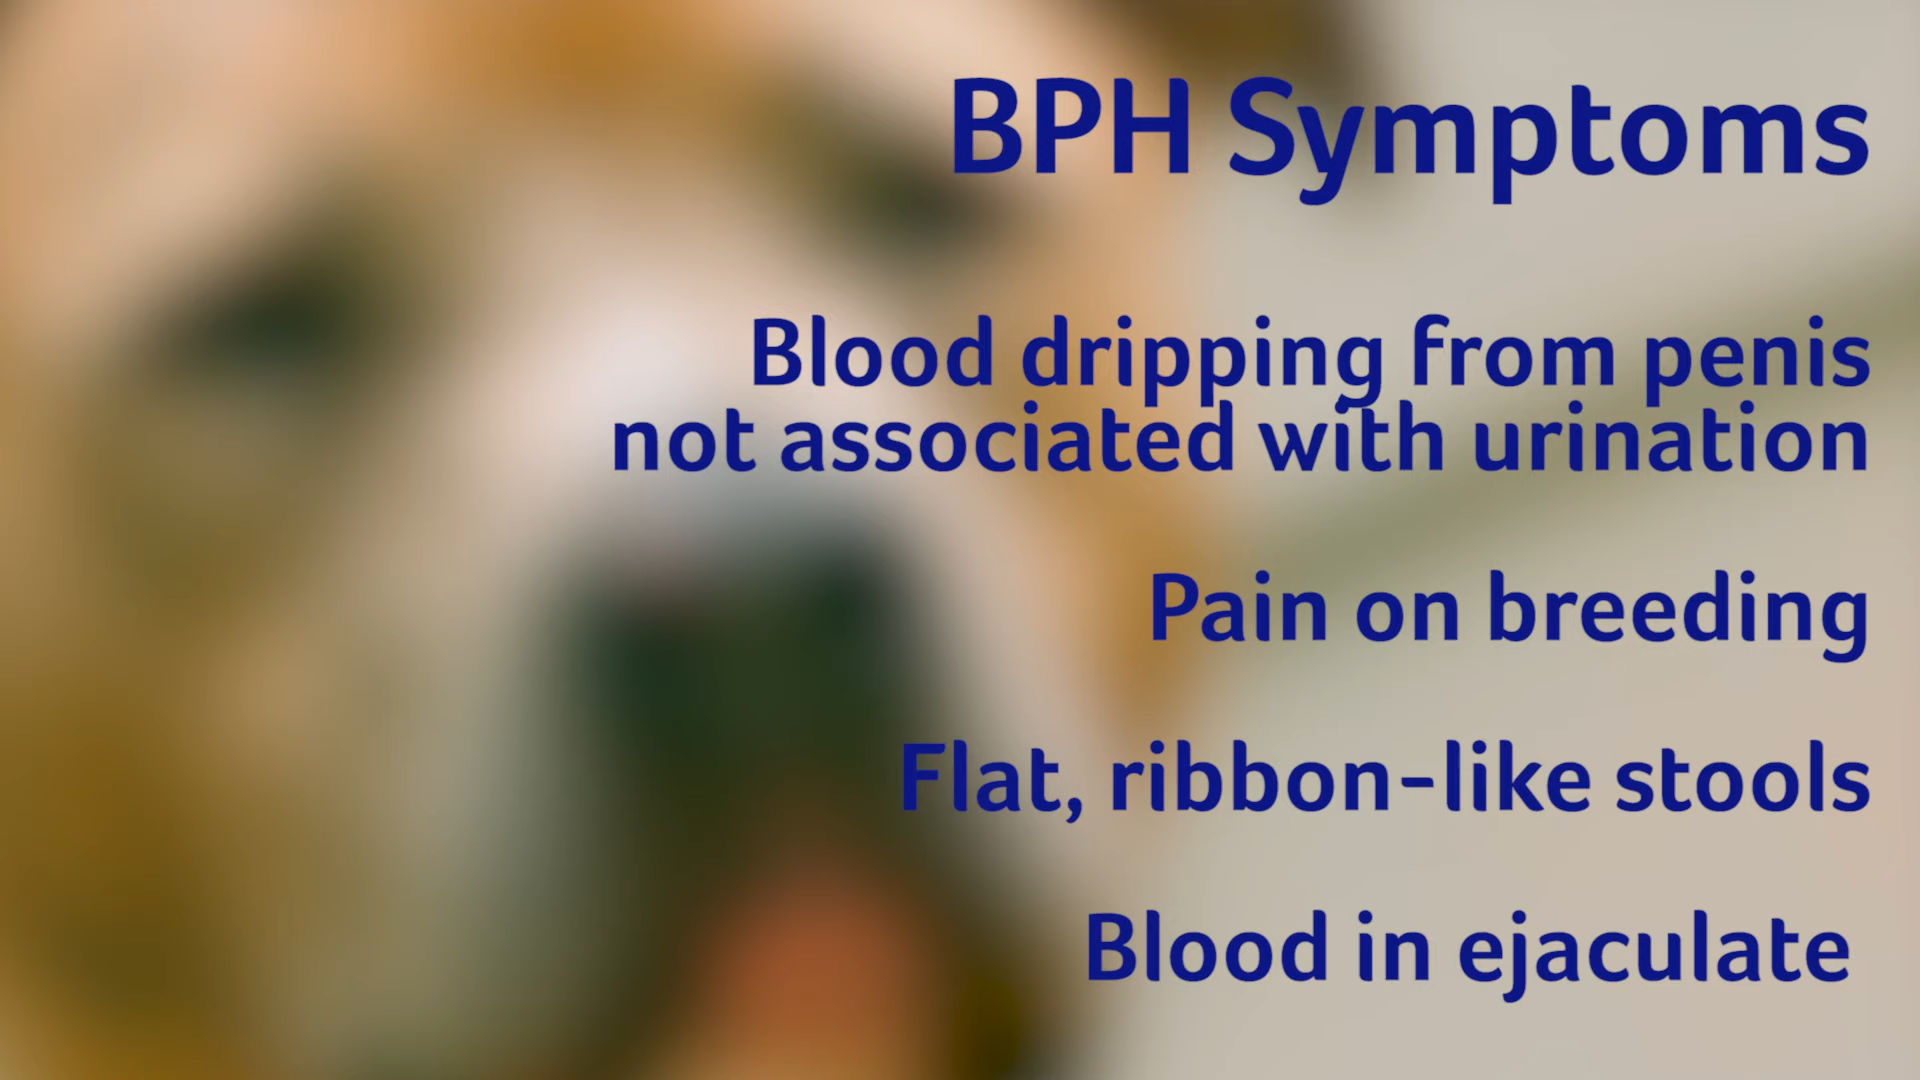 BPH Symptoms
Blood dripping from penis
not associated with urination
Pain on breeding
Flat, ribbon-like stools
Blood in ejaculate